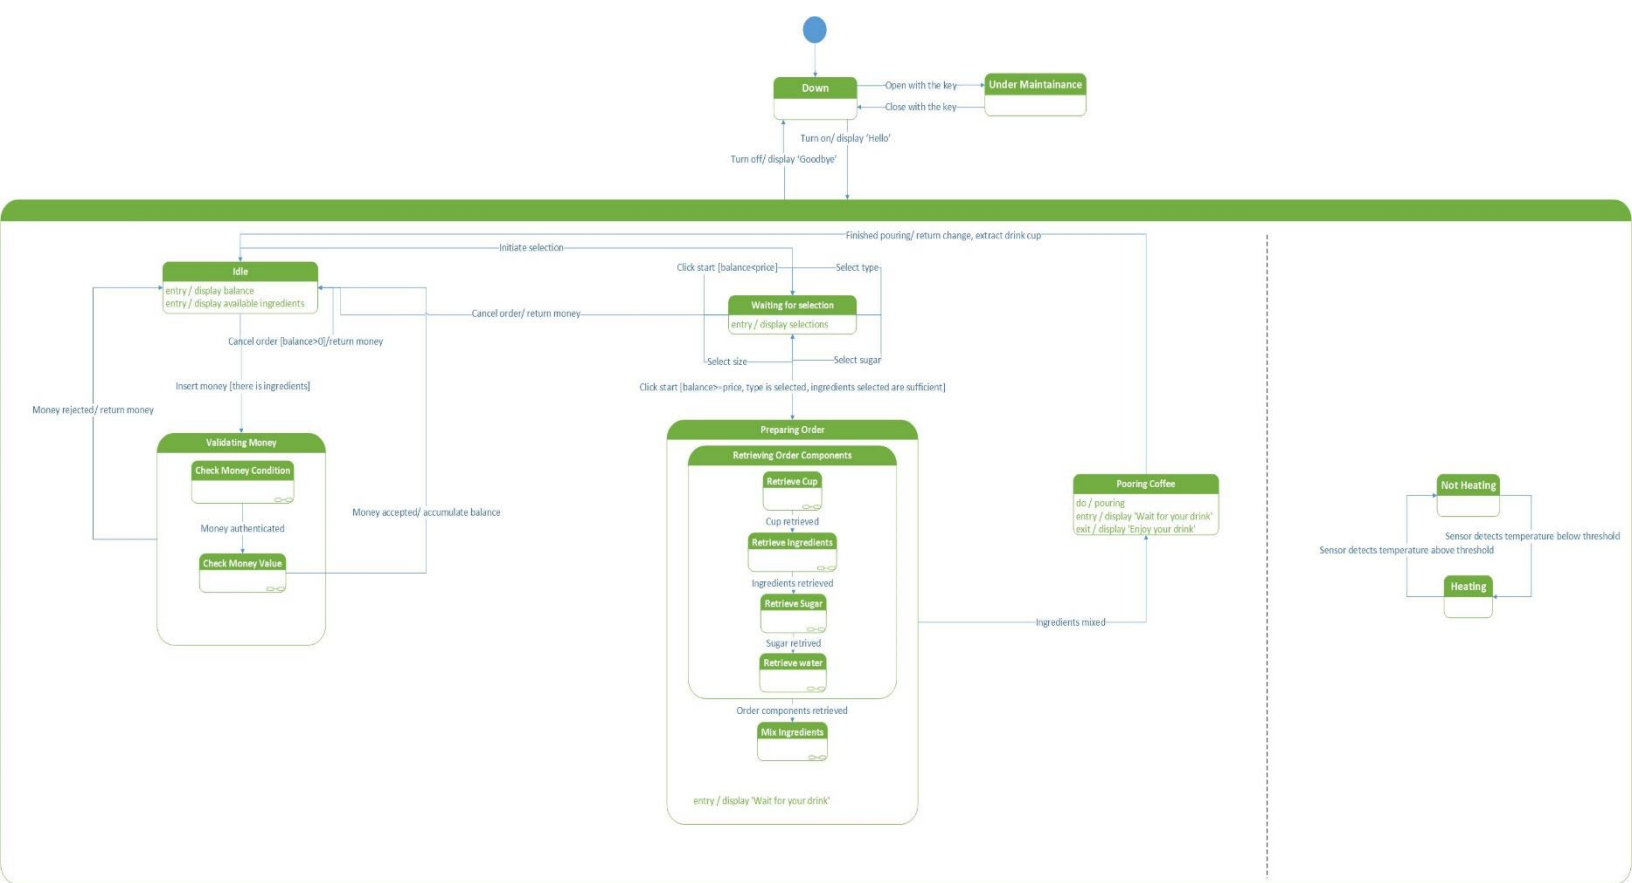 Down
Under Maintainance
Open with the key
Close with the key
Turn on/ display 'Hello'
Turn off/ display 'Goodbye'
Finished pouring/ return change, extract drink cup
Initiate selection
Idle
entry / display balance
entry / display available ingredients
Click start [balance<price]
Select type
Waiting for selection
entry / display selections
Cancel order/ return money
Cancel order [balance>0]/return money
Select size
Select sugar
Insert money [there is ingredients]
Click start [balance>=price, type is selected, ingredients selected are sufficient]
Money rejected/ return money
Validating Money
Check Money Condition
Money authenticated
Check Money Value
Money accepted/ accumulate balance
Preparing Order
Retrieving Order Components
Retrieve Cup
Cup retrieved
Retrieve Ingredients
Ingredients retrieved
Retrieve Sugar
Sugar retrived
Retrieve water
Order components retrieved
Mix Ingredients
entry / display 'Wait for your drink'
Ingredients mixed
Pooring Coffee
do / pouring
entry / display 'Wait for your drink'
exit / display 'Enjoy your drink'
Not Heating
Sensor detects temperature below threshold
Sensor detects temperature above threshold
Heating